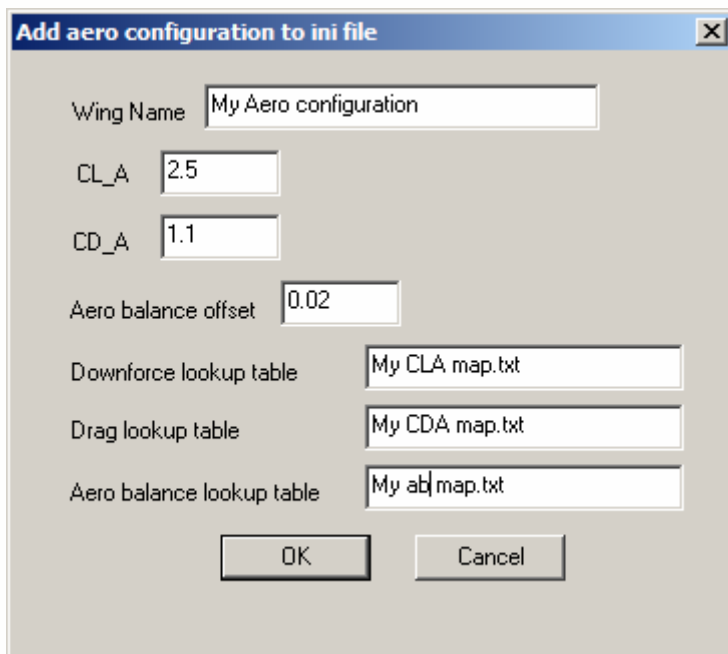 Add aero configuration to ini file
Wing Name My Aero configuration
CL_A 2.5
CD_A 1.1
Aero balance offset 0.02
Downforce lookup table My CLA map.txt
Drag lookup table My CDA map.txt
Aero balance lookup table My ab map.txt
OK Cancel